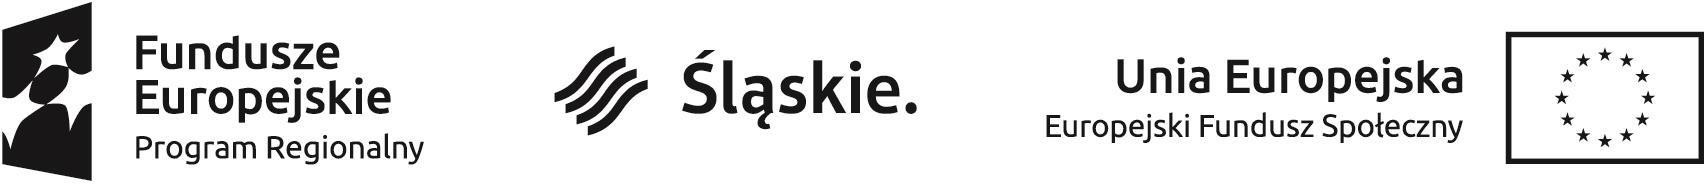 Fundusze
Europejskie
Program Regionalny
Śląskie.
Unia Europejska
Europejski Fundusz Społeczny